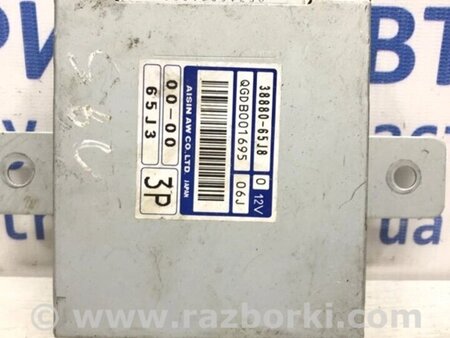 38880-65J8 0 12V
QGDB001695 06J
AISIN AW CO., LTD. JAPAN
00-00
65J3
3P
www.razborki.com